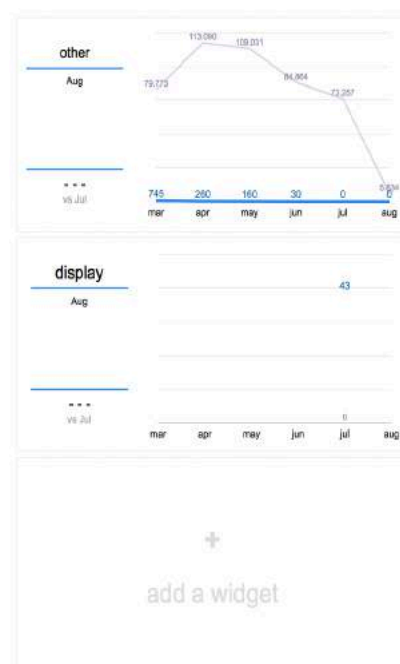 other
Aug
- - -
vs Jul
79,773 113,090 109,031 84,864 73,287
745 260 160 30 0 0
mar apr may jun jul aug
display
Aug
- - -
vs Jul
43
0
mar apr may jun jul aug
+
add a widget